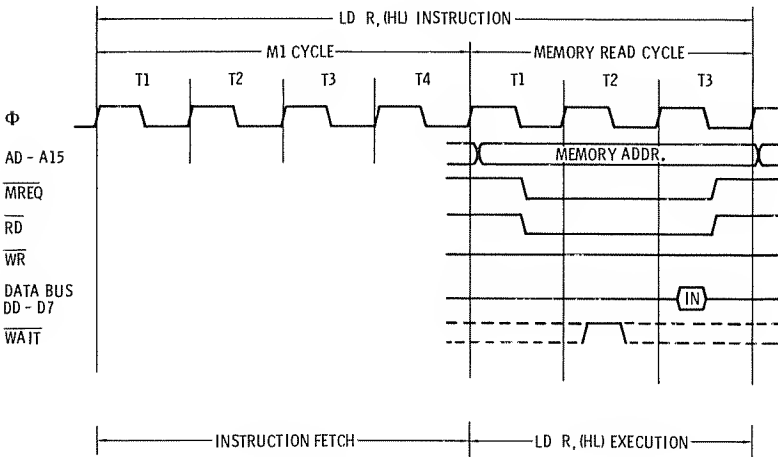 LD R, (HL) INSTRUCTION
M1 CYCLE MEMORY READ CYCLE
T1 T2 T3 T4 T1 T2 T3
Φ
AD - A15 MEMORY ADDR.
MREQ
RD
WR
DATA BUS
DD - D7 IN
WAIT
INSTRUCTION FETCH LD R, (HL) EXECUTION